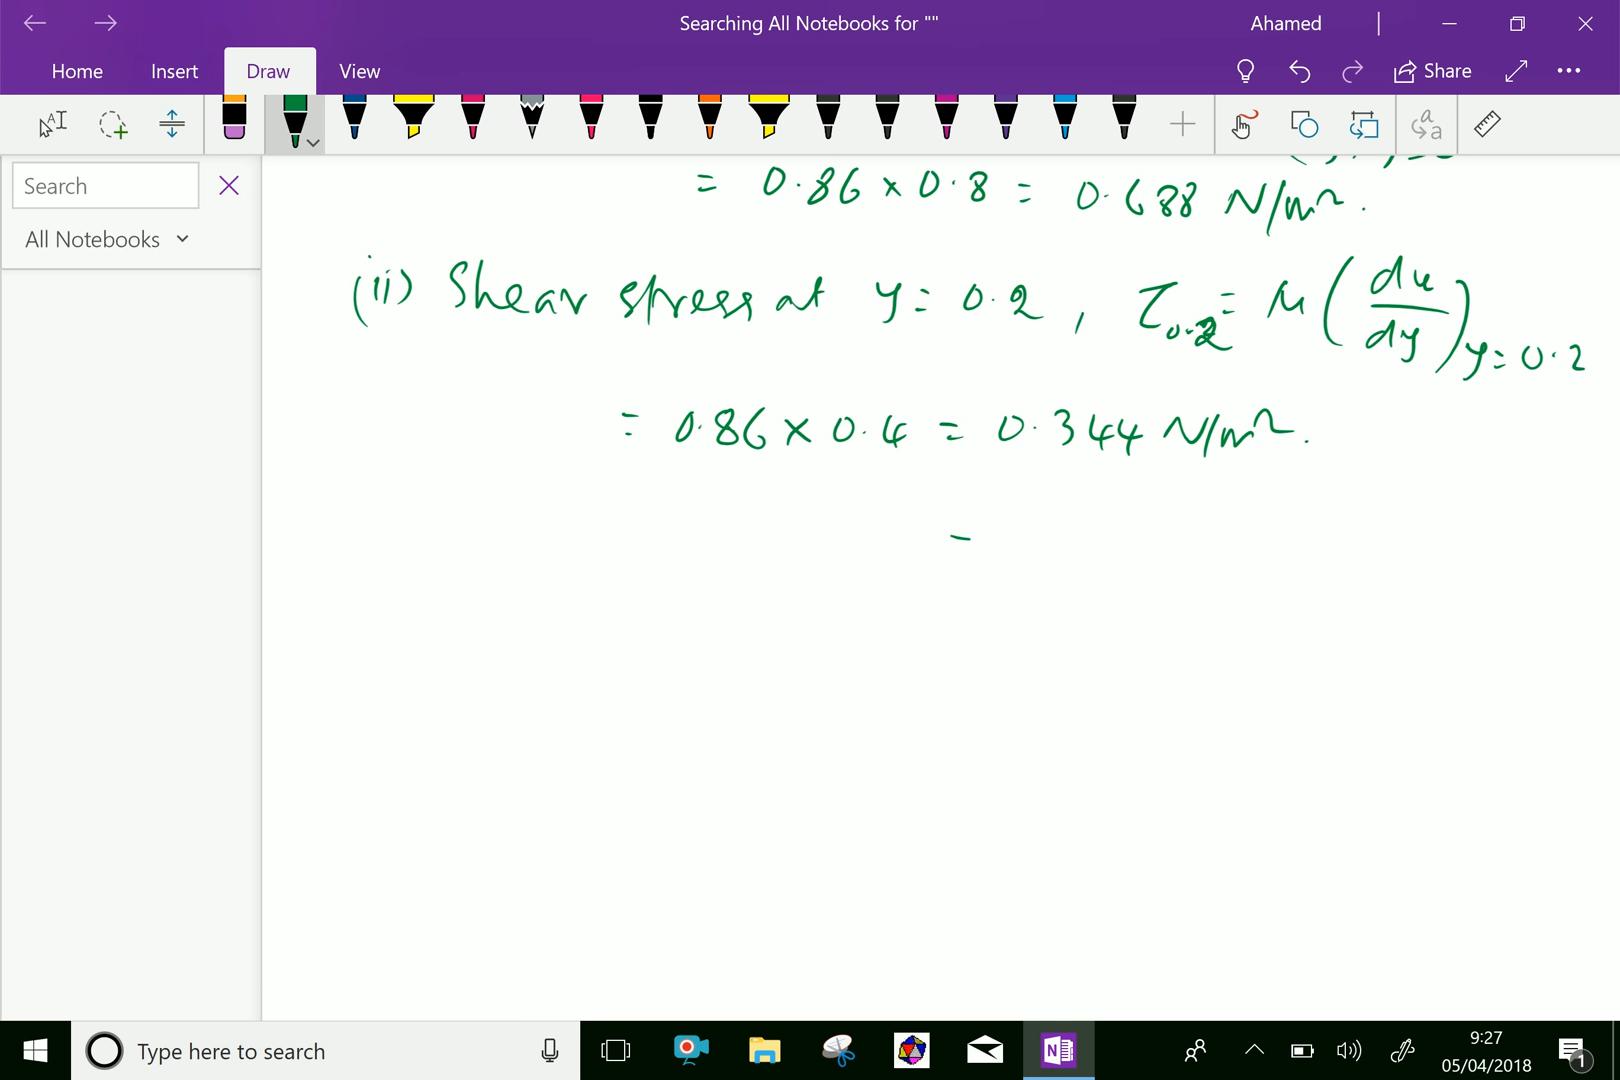 Searching All Notebooks for ""
Ahamed
Home Insert Draw View
Share
Search
All Notebooks
= 0.86 × 0.8 = 0.688 N/m².
(ii) Shear stress at y = 0.2, τ0.2 = μ (du/dy)y=0.2
= 0.86 × 0.4 = 0.344 N/m².
Type here to search
9:27
05/04/2018
1